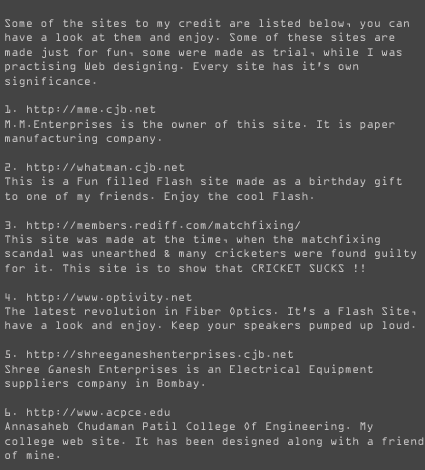 Some of the sites to my credit are listed below, you can
have a look at them and enjoy. Some of these sites are
made just for fun, some were made as trial, while I was
practising Web designing. Every site has it's own
significance.
1. http://mme.cjb.net
M.M.Enterprises is the owner of this site. It is paper
manufacturing company.
2. http://whatman.cjb.net
This is a Fun filled Flash site made as a birthday gift
to one of my friends. Enjoy the cool Flash.
3. http://members.rediff.com/matchfixing/
This site was made at the time, when the matchfixing
scandal was unearthed & many cricketers were found guilty
for it. This site is to show that CRICKET SUCKS !!
4. http://www.optivity.net
The latest revolution in Fiber Optics. It's a Flash Site,
have a look and enjoy. Keep your speakers pumped up loud.
5. http://shreeganeshenterprises.cjb.net
Shree Ganesh Enterprises is an Electrical Equipment
suppliers company in Bombay.
6. http://www.acpce.edu
Annasaheb Chudaman Patil College Of Engineering. My
college web site. It has been designed along with a friend
of mine.